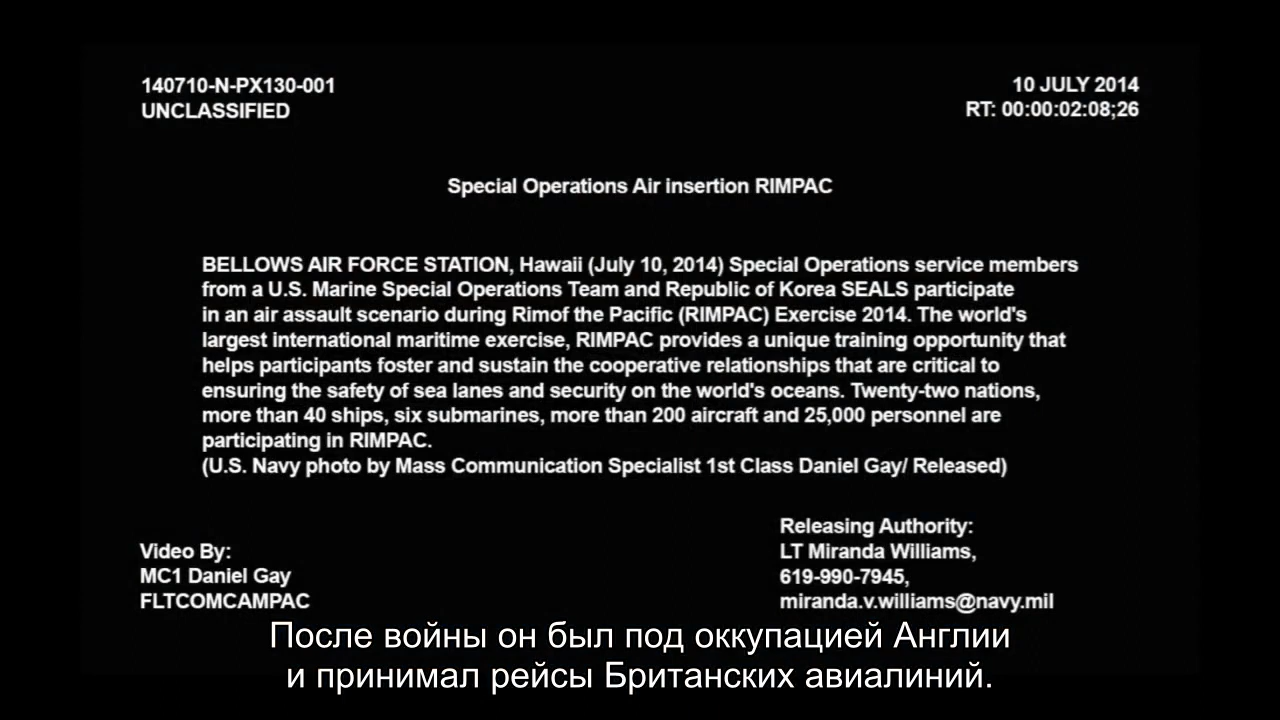 140710-N-PX130-001
UNCLASSIFIED
10 JULY 2014
RT: 00:00:02:08;26
Special Operations Air insertion RIMPAC
BELLOWS AIR FORCE STATION, Hawaii (July 10, 2014) Special Operations service members
from a U.S. Marine Special Operations Team and Republic of Korea SEALS participate
in an air assault scenario during Rimof the Pacific (RIMPAC) Exercise 2014. The world's
largest international maritime exercise, RIMPAC provides a unique training opportunity that
helps participants foster and sustain the cooperative relationships that are critical to
ensuring the safety of sea lanes and security on the world's oceans. Twenty-two nations,
more than 40 ships, six submarines, more than 200 aircraft and 25,000 personnel are
participating in RIMPAC.
(U.S. Navy photo by Mass Communication Specialist 1st Class Daniel Gay/ Released)
Video By:
MC1 Daniel Gay
FLTCOMCAMPAC
Releasing Authority:
LT Miranda Williams,
619-990-7945,
miranda.v.williams@navy.mil
После войны он был под оккупацией Англии
и принимал рейсы Британских авиалиний.